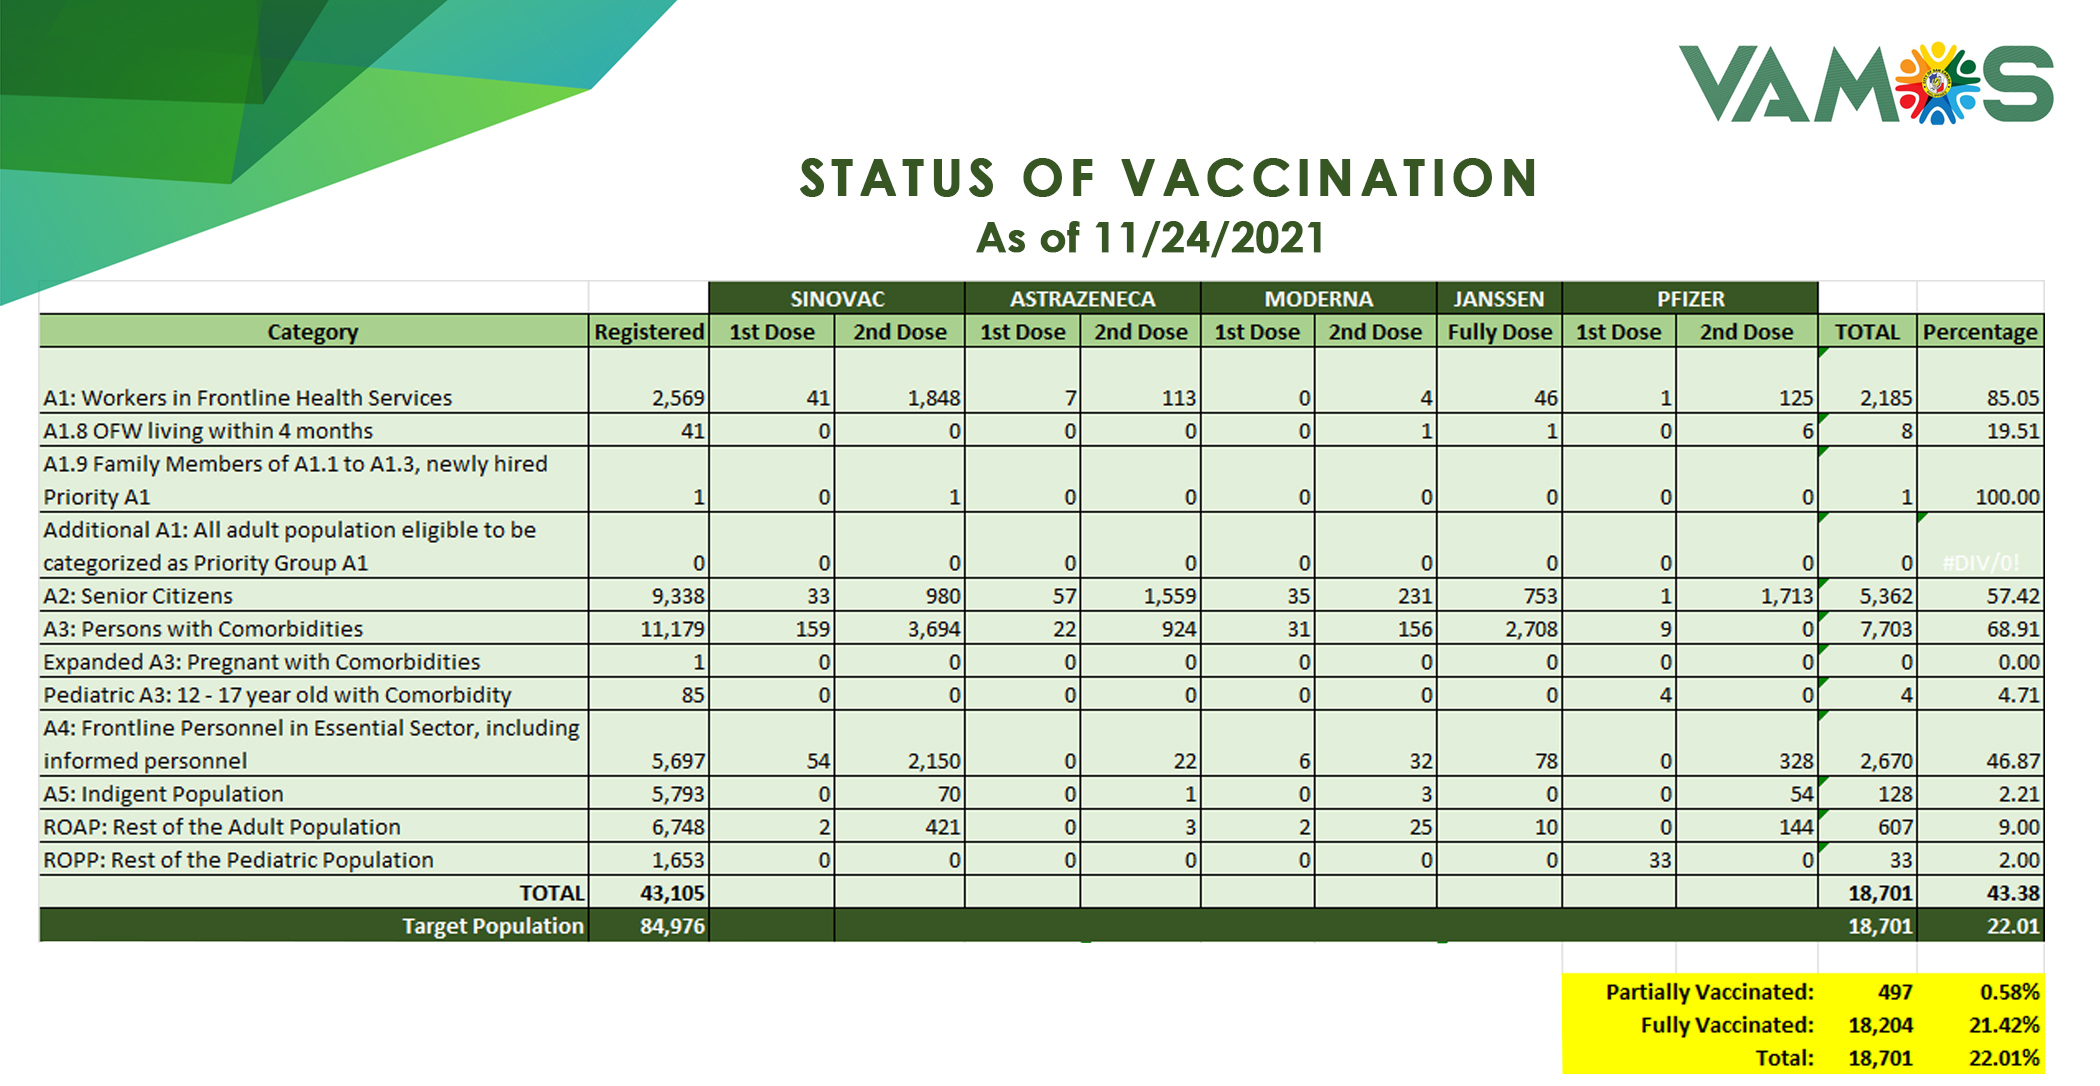 VAMOS
STATUS OF VACCINATION
As of 11/24/2021
SINOVAC ASTRAZENECA MODERNA JANSSEN PFIZER
Category Registered 1st Dose 2nd Dose 1st Dose 2nd Dose 1st Dose 2nd Dose Fully Dose 1st Dose 2nd Dose TOTAL Percentage
A1: Workers in Frontline Health Services 2,569 41 1,848 7 113 0 4 46 1 125 2,185 85.05
A1.8 OFW living within 4 months 41 0 0 0 0 0 1 1 0 6 8 19.51
A1.9 Family Members of A1.1 to A1.3, newly hired
Priority A1 1 0 1 0 0 0 0 0 0 0 1 100.00
Additional A1: All adult population eligible to be
categorized as Priority Group A1 0 0 0 0 0 0 0 0 0 0 0 #DIV/0!
A2: Senior Citizens 9,338 33 980 57 1,559 35 231 753 1 1,713 5,362 57.42
A3: Persons with Comorbidities 11,179 159 3,694 22 924 31 156 2,708 9 0 7,703 68.91
Expanded A3: Pregnant with Comorbidities 1 0 0 0 0 0 0 0 0 0 0 0.00
Pediatric A3: 12 - 17 year old with Comorbidity 85 0 0 0 0 0 0 0 4 0 4 4.71
A4: Frontline Personnel in Essential Sector, including
informed personnel 5,697 54 2,150 0 22 6 32 78 0 328 2,670 46.87
A5: Indigent Population 5,793 0 70 0 1 0 3 0 0 54 128 2.21
ROAP: Rest of the Adult Population 6,748 2 421 0 3 2 25 10 0 144 607 9.00
ROPP: Rest of the Pediatric Population 1,653 0 0 0 0 0 0 0 33 0 33 2.00
TOTAL 43,105 18,701 43.38
Target Population 84,976 18,701 22.01
Partially Vaccinated: 497 0.58%
Fully Vaccinated: 18,204 21.42%
Total: 18,701 22.01%